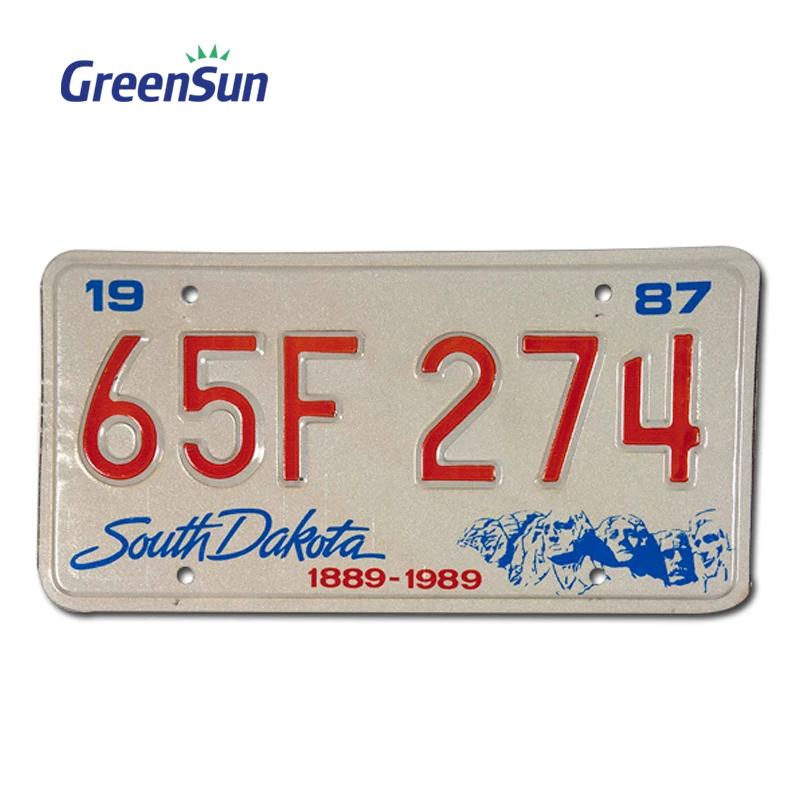 GreenSun
19 87
65F 274
South Dakota
1889-1989